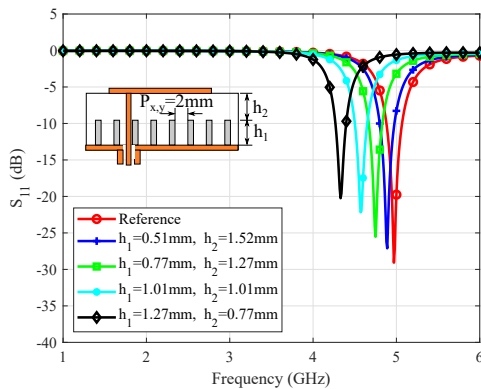 5
0
-5
-10
-15
-20
-25
-30
-35
-40
S11 (dB)
Px,y=2mm
h2
h1
Reference
h1=0.51mm, h2=1.52mm
h1=0.77mm, h2=1.27mm
h1=1.01mm, h2=1.01mm
h1=1.27mm, h2=0.77mm
1 2 3 4 5 6
Frequency (GHz)